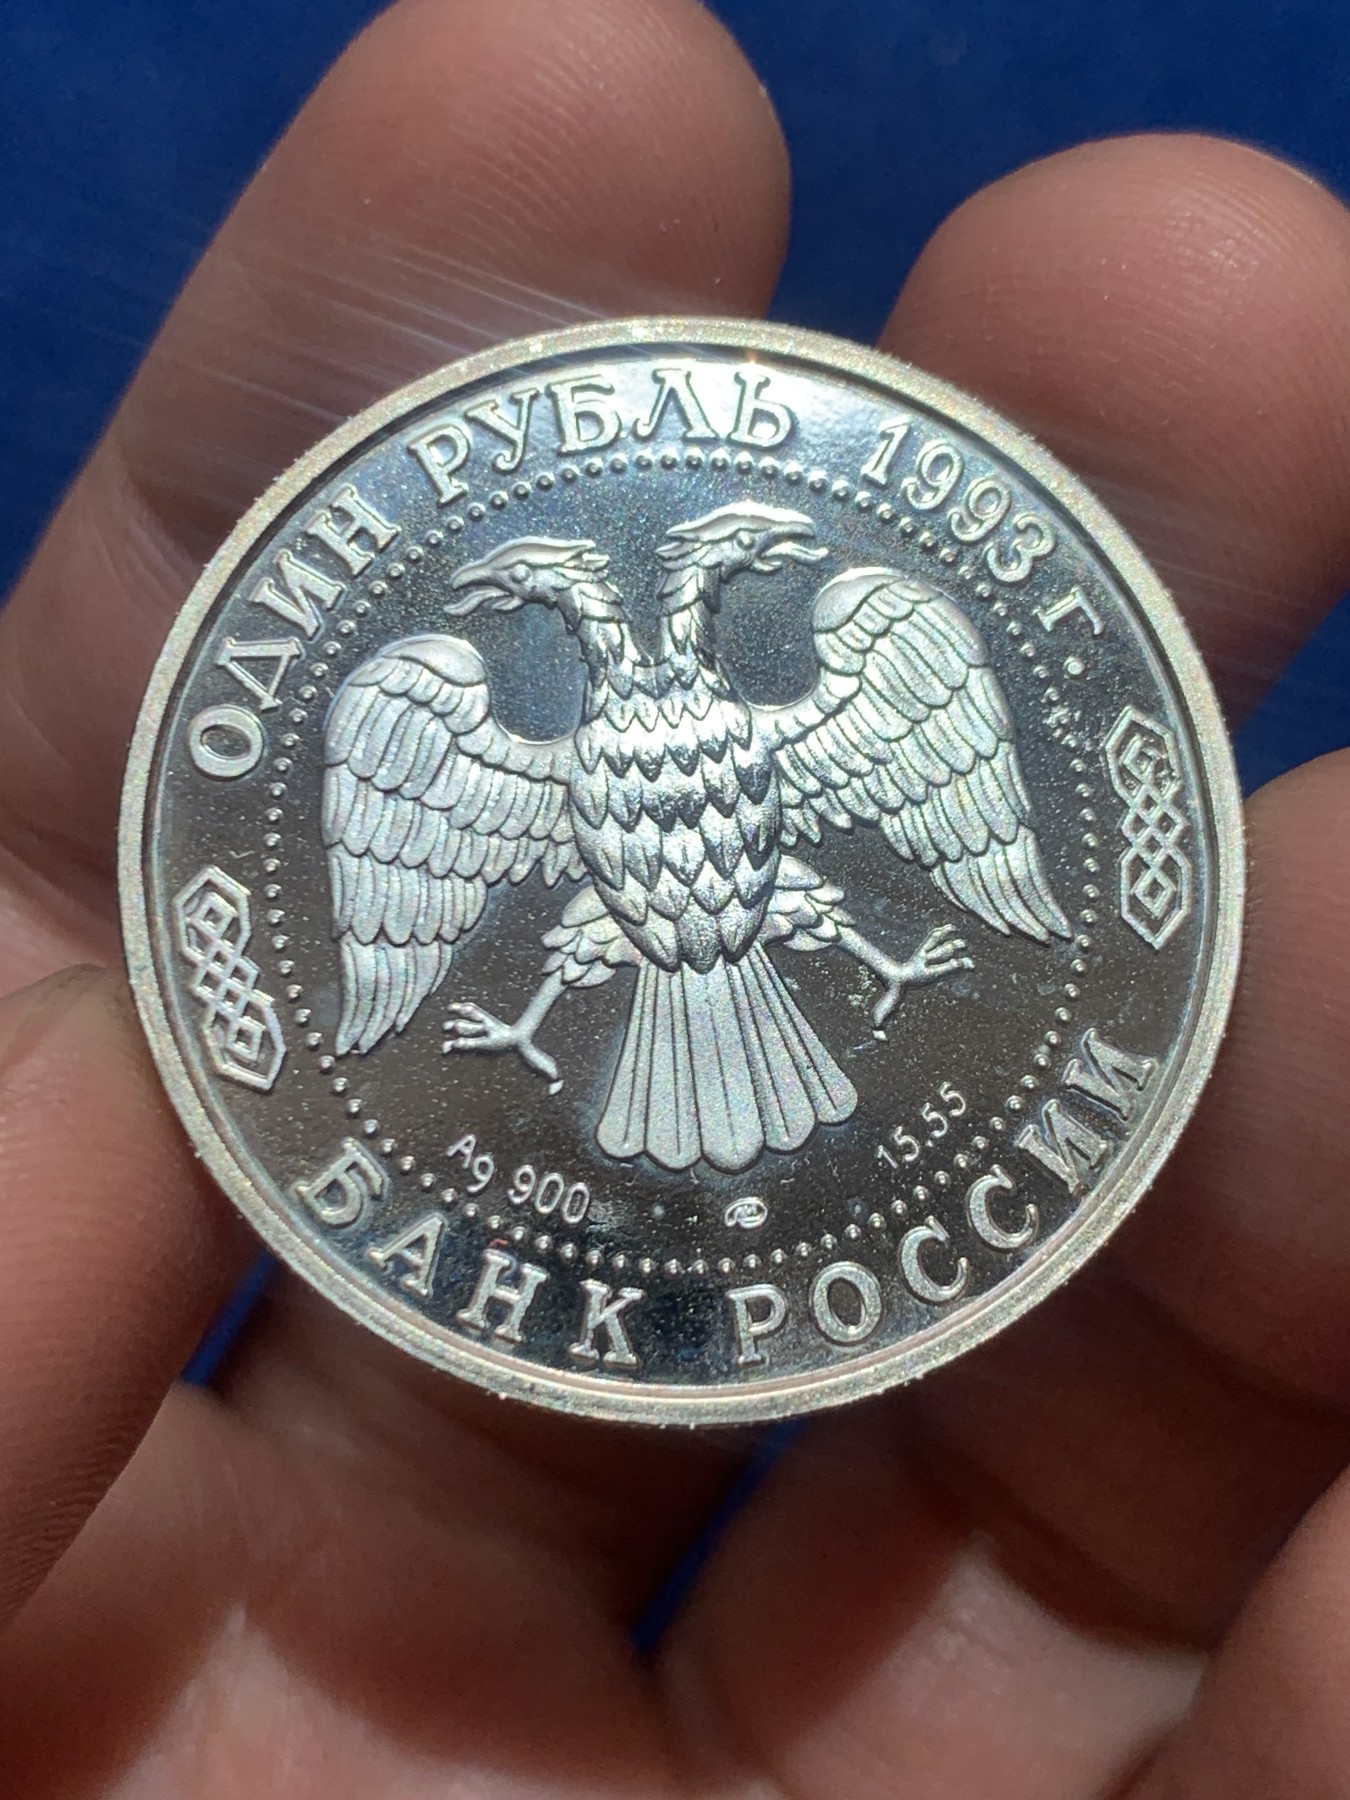 ОДИН РУБЛЬ 1993 г.
Ag 900
15.55
БАНК РОССИИ